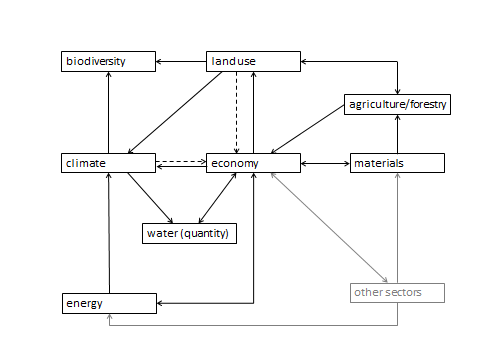 biodiversity
land use
agriculture/forestry
climate
economy
materials
water (quantity)
other sectors
energy